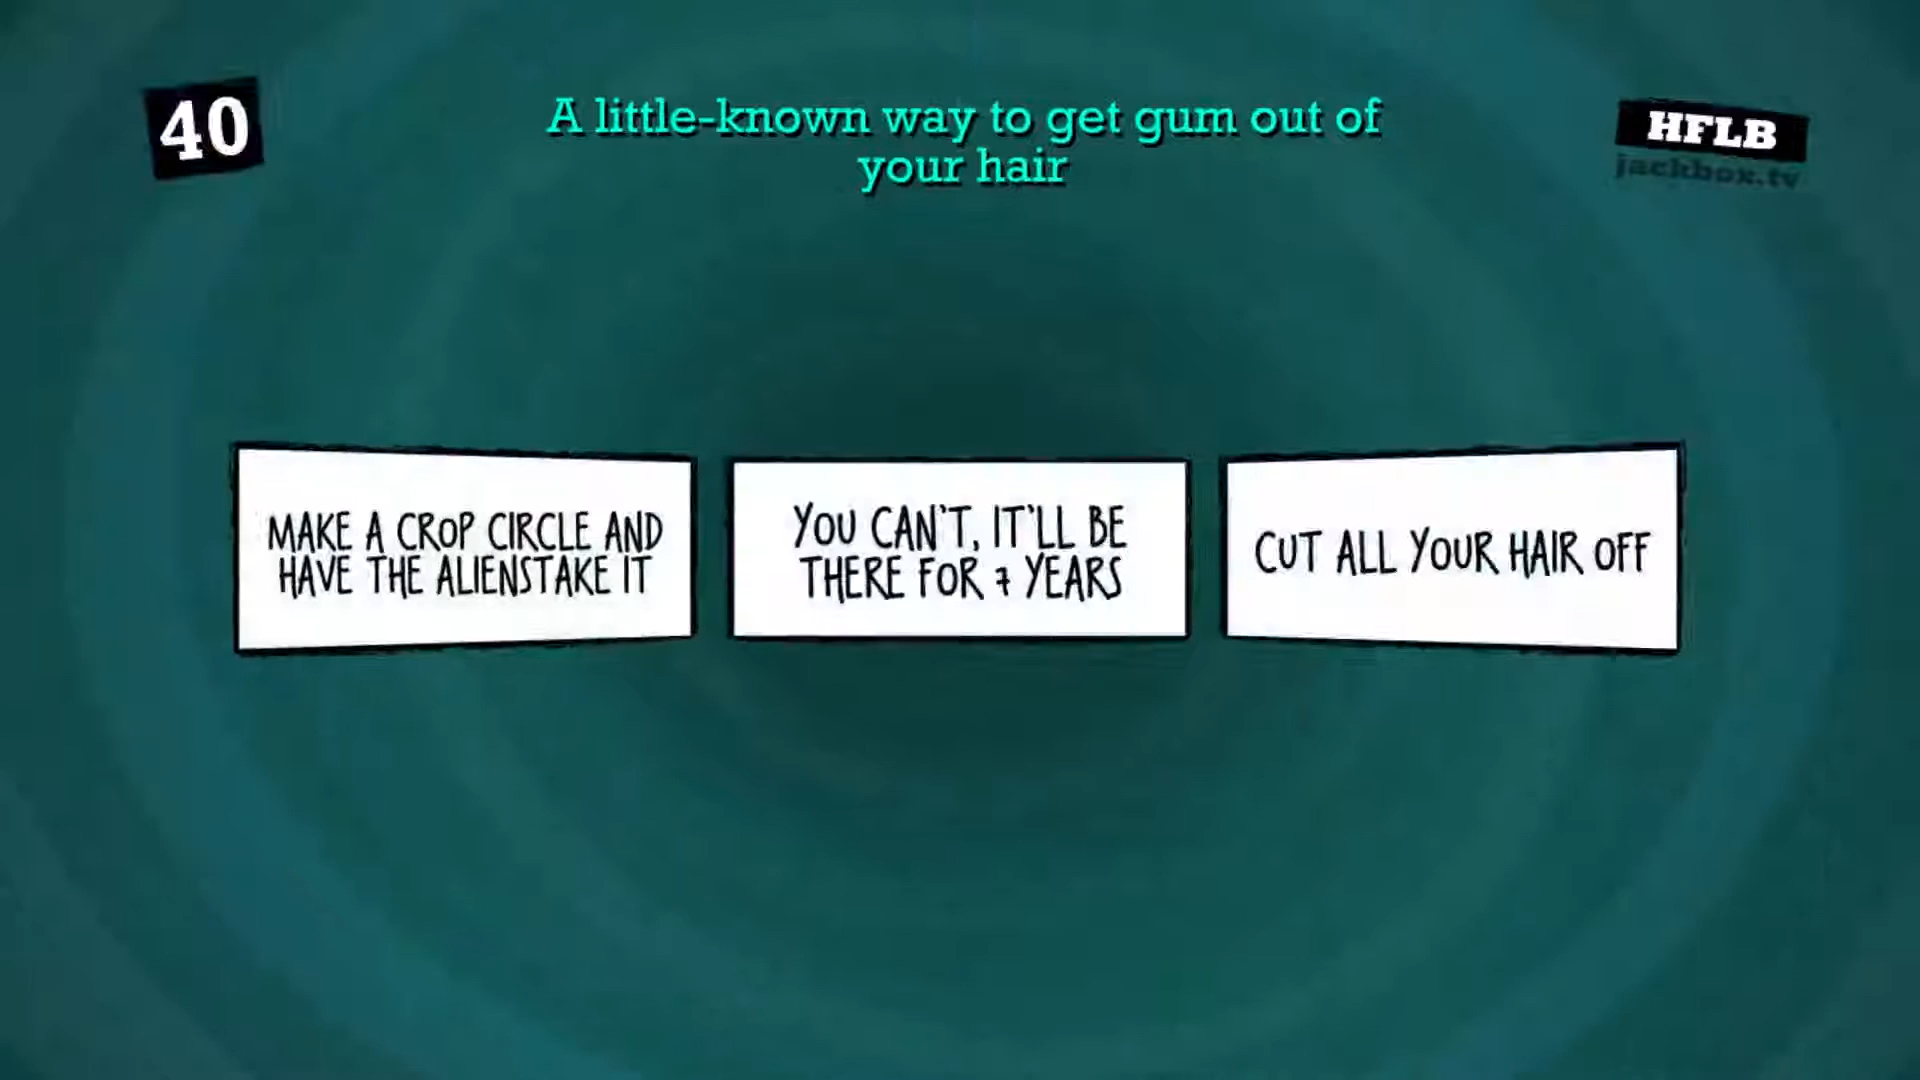 40
A little-known way to get gum out of
your hair
HFLB
jackbox.tv
MAKE A CROP CIRCLE AND
HAVE THE ALIENSTAKE IT
YOU CAN'T, IT'LL BE
THERE FOR 7 YEARS
CUT ALL YOUR HAIR OFF